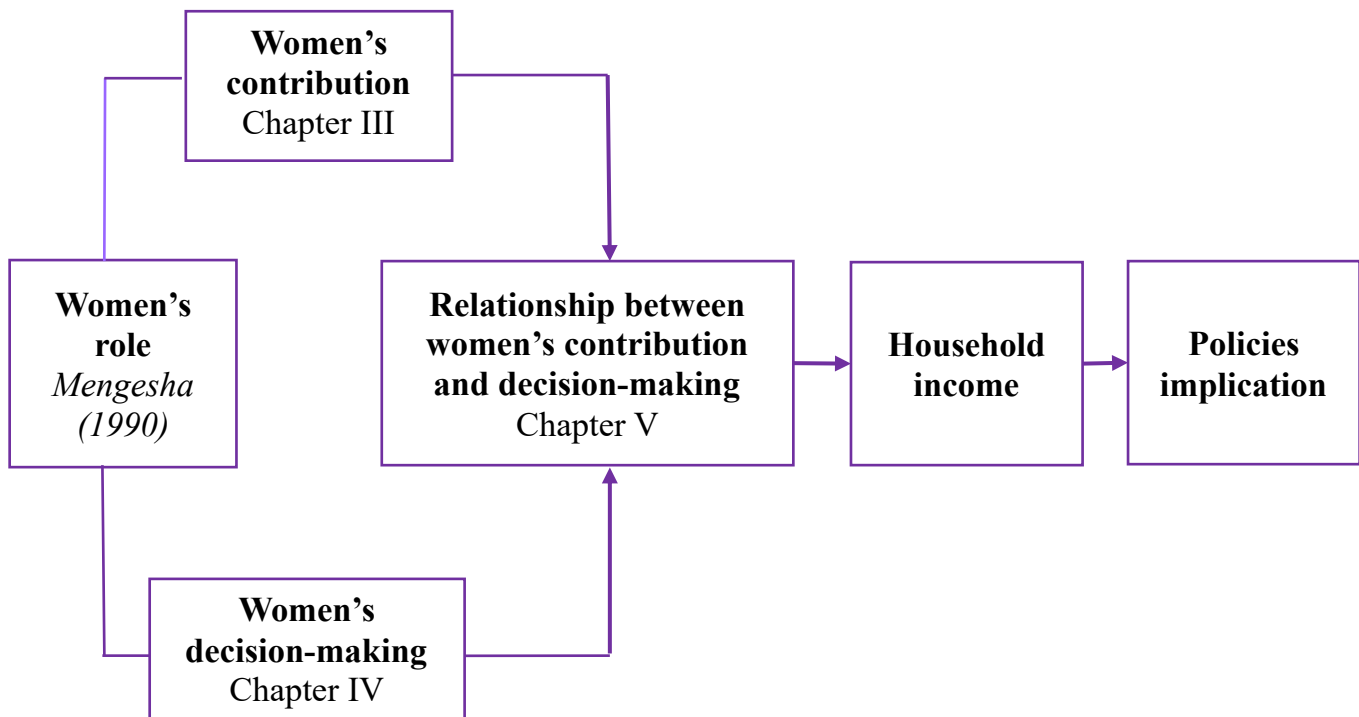 Women’s
contribution
Chapter III
Women’s
role
Mengesha
(1990)
Relationship between
women’s contribution
and decision-making
Chapter V
Household
income
Policies
implication
Women’s
decision-making
Chapter IV